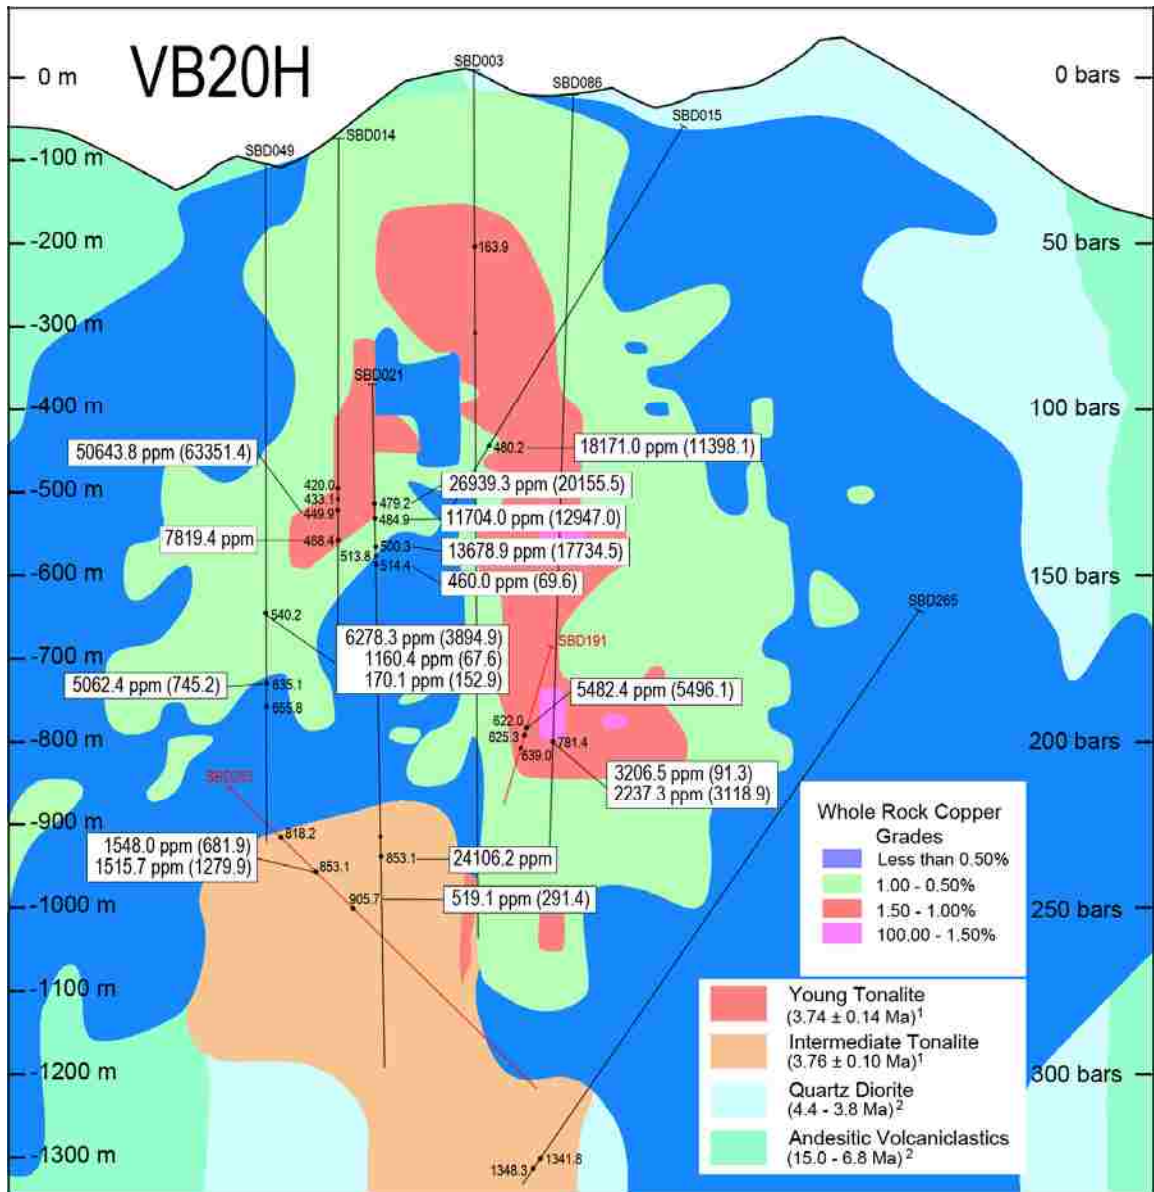 VB20H
0 m
-100 m
-200 m
-300 m
-400 m
-500 m
-600 m
-700 m
-800 m
-900 m
-1000 m
-1100 m
-1200 m
-1300 m
0 bars
50 bars
100 bars
150 bars
200 bars
250 bars
300 bars
SBD003
SBD086
SBD015
SBD014
SBD049
SBD021
SBD265
SBD191
163.9
480.2
18171.0 ppm (11398.1)
50643.8 ppm (63351.4)
420.0
433.1
449.9
7819.4 ppm
468.4
479.2
26939.3 ppm (20155.5)
484.9
11704.0 ppm (12947.0)
500.3
13678.9 ppm (17734.5)
513.8
514.4
460.0 ppm (69.6)
540.2
6278.3 ppm (3894.9)
1160.4 ppm (67.6)
170.1 ppm (152.9)
5062.4 ppm (745.2)
635.1
655.8
5482.4 ppm (5496.1)
622.0
625.3
639.0
781.4
3206.5 ppm (91.3)
2237.3 ppm (3118.9)
818.2
1548.0 ppm (681.9)
1515.7 ppm (1279.9)
853.1
853.1
24106.2 ppm
905.7
519.1 ppm (291.4)
1348.3
1341.8
Whole Rock Copper
Grades
Less than 0.50%
1.00 - 0.50%
1.50 - 1.00%
100.00 - 1.50%
Young Tonalite
(3.74 ± 0.14 Ma)¹
Intermediate Tonalite
(3.76 ± 0.10 Ma)¹
Quartz Diorite
(4.4 - 3.8 Ma)²
Andesitic Volcaniclastics
(15.0 - 6.8 Ma)²